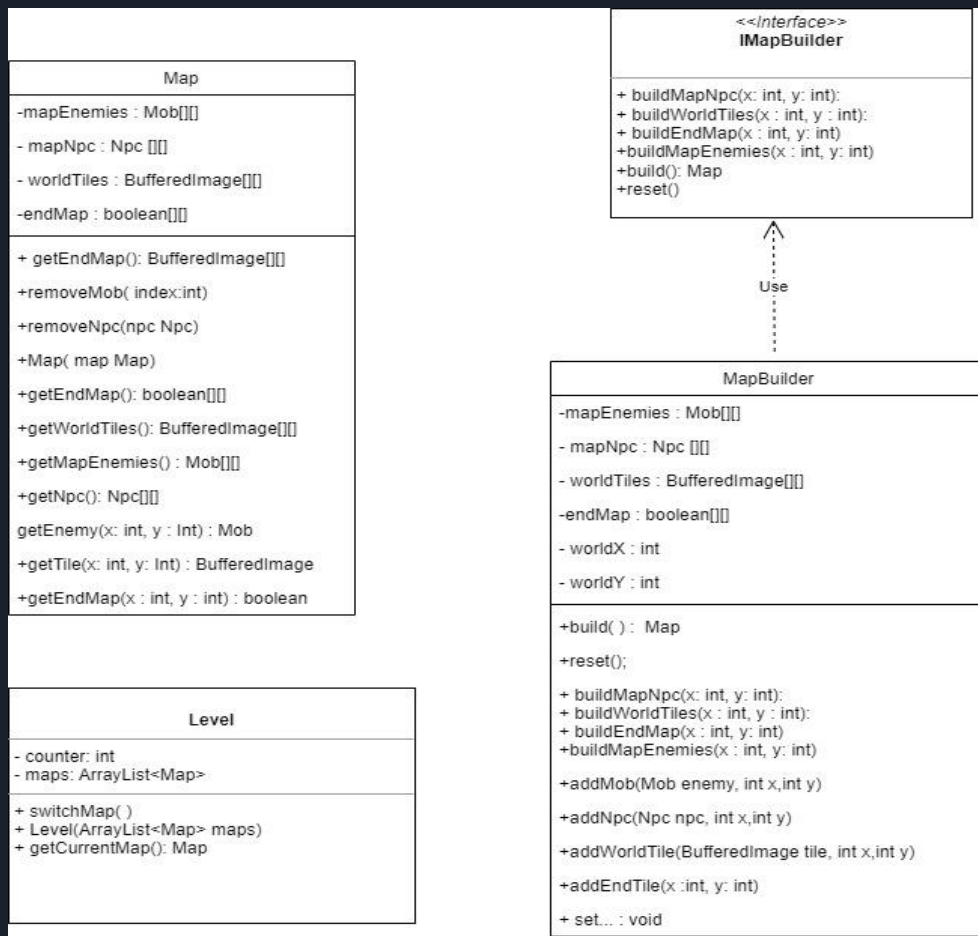 Map
-mapEnemies : Mob[][]
- mapNpc : Npc [][]
- worldTiles : BufferedImage[][]
-endMap : boolean[][]
+ getEndMap(): BufferedImage[][]
+removeMob( index:int)
+removeNpc(npc Npc)
+Map( map Map)
+getEndMap(): boolean[][]
+getWorldTiles(): BufferedImage[][]
+getMapEnemies() : Mob[][]
+getNpc(): Npc[][]
getEnemy(x: int, y : Int) : Mob
+getTile(x: int, y: Int) : BufferedImage
+getEndMap(x : int, y : int) : boolean
Level
- counter: int
- maps: ArrayList<Map>
+ switchMap( )
+ Level(ArrayList<Map> maps)
+ getCurrentMap(): Map
<<Interface>>
IMapBuilder
+ buildMapNpc(x: int, y: int):
+ buildWorldTiles(x : int, y : int):
+ buildEndMap(x : int, y: int)
+buildMapEnemies(x : int, y: int)
+build(): Map
+reset()
Use
MapBuilder
-mapEnemies : Mob[][]
- mapNpc : Npc [][]
- worldTiles : BufferedImage[][]
-endMap : boolean[][]
- worldX : int
- worldY : int
+build( ) :  Map
+reset();
+ buildMapNpc(x: int, y: int):
+ buildWorldTiles(x : int, y : int):
+ buildEndMap(x : int, y: int)
+buildMapEnemies(x : int, y: int)
+addMob(Mob enemy, int x,int y)
+addNpc(Npc npc, int x,int y)
+addWorldTile(BufferedImage tile, int x,int y)
+addEndTile(x :int, y: int)
+ set... : void